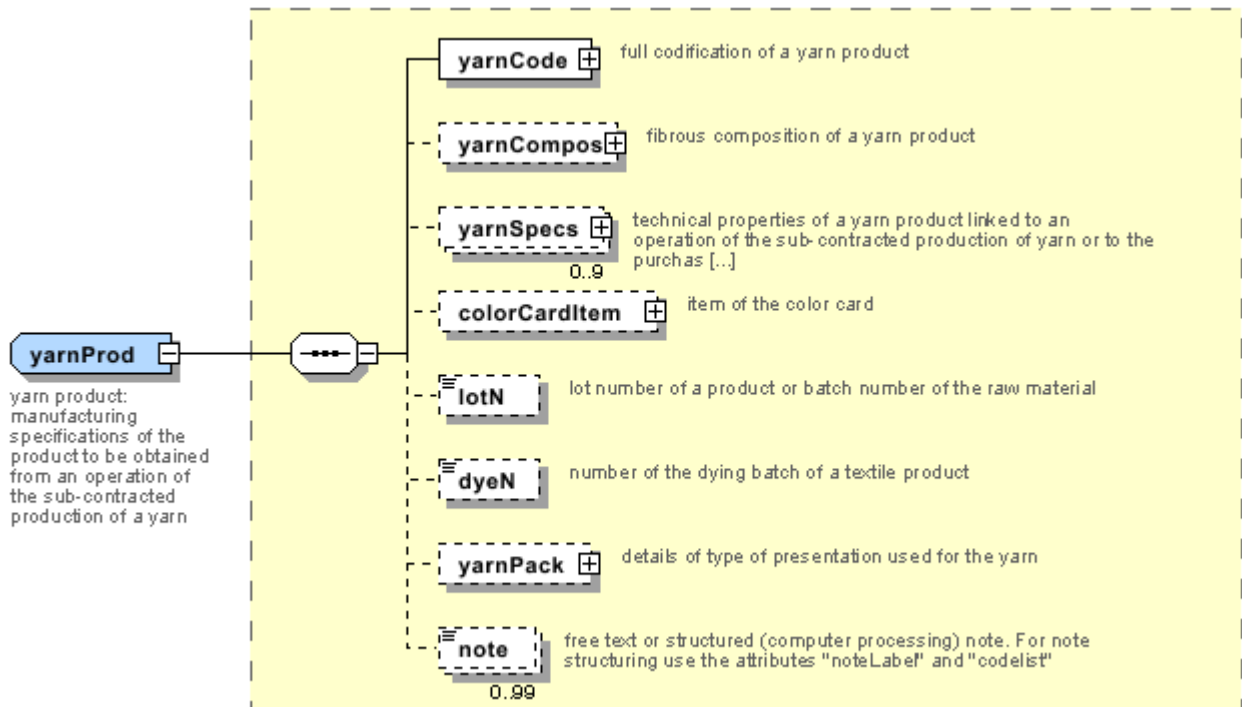 yarnCode
full codification of a yarn product
yarnCompos
fibrous composition of a yarn product
yarnSpecs
technical properties of a yarn product linked to an
operation of the sub-contracted production of yarn or to the
purchas [...]
0..9
colorCardItem
item of the color card
yarnProd
yarn product:
manufacturing
specifications of the
product to be obtained
from an operation of
the sub-contracted
production of a yarn
lotN
lot number of a product or batch number of the raw material
dyeN
number of the dying batch of a textile product
yarnPack
details of type of presentation used for the yarn
note
free text or structured (computer processing) note. For note
structuring use the attributes "noteLabel" and "codelist"
0..99